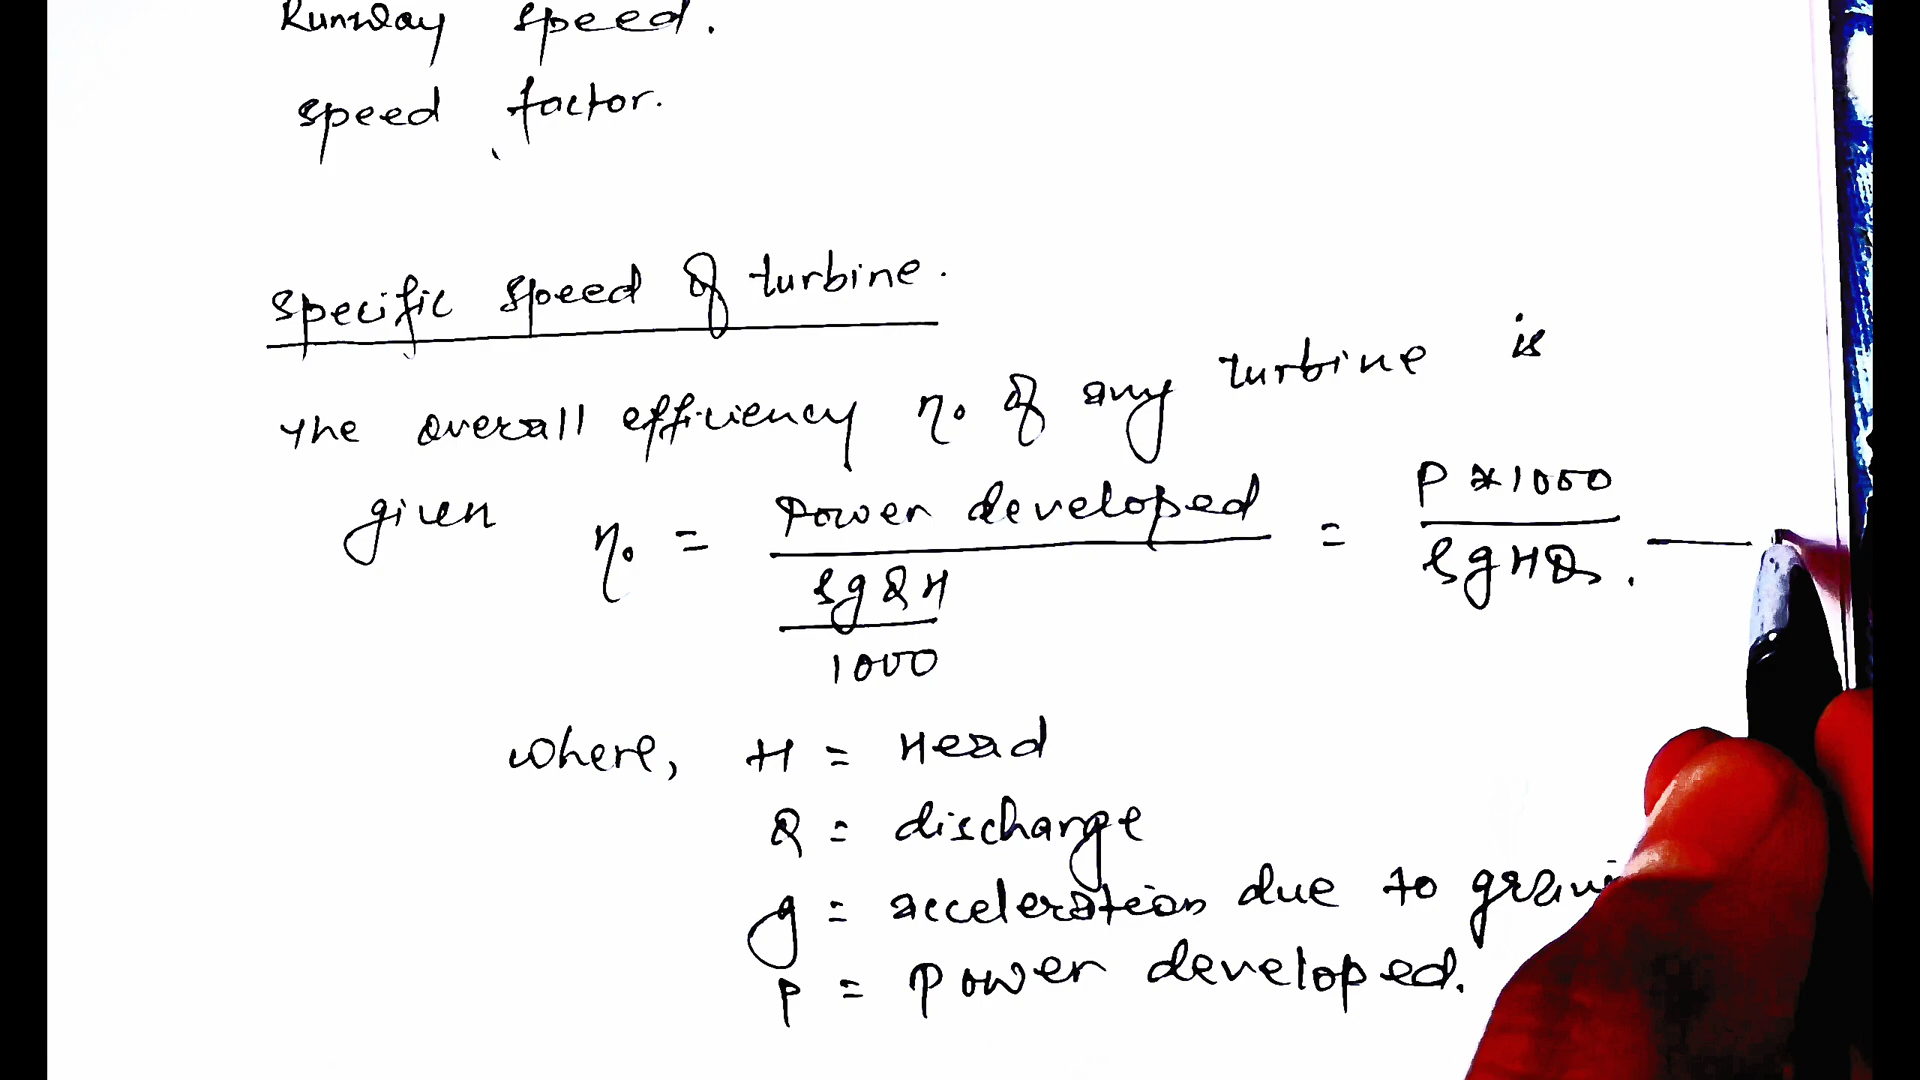 Runway speed.
speed factor.
specific speed of turbine.
The overall efficiency η₀ of any turbine is
given η₀ = Power developed / (ρgQH / 1000) = P * 1000 / ρgHQ.
where, H = Head
Q = discharge
g = acceleration due to gravi
P = Power developed.